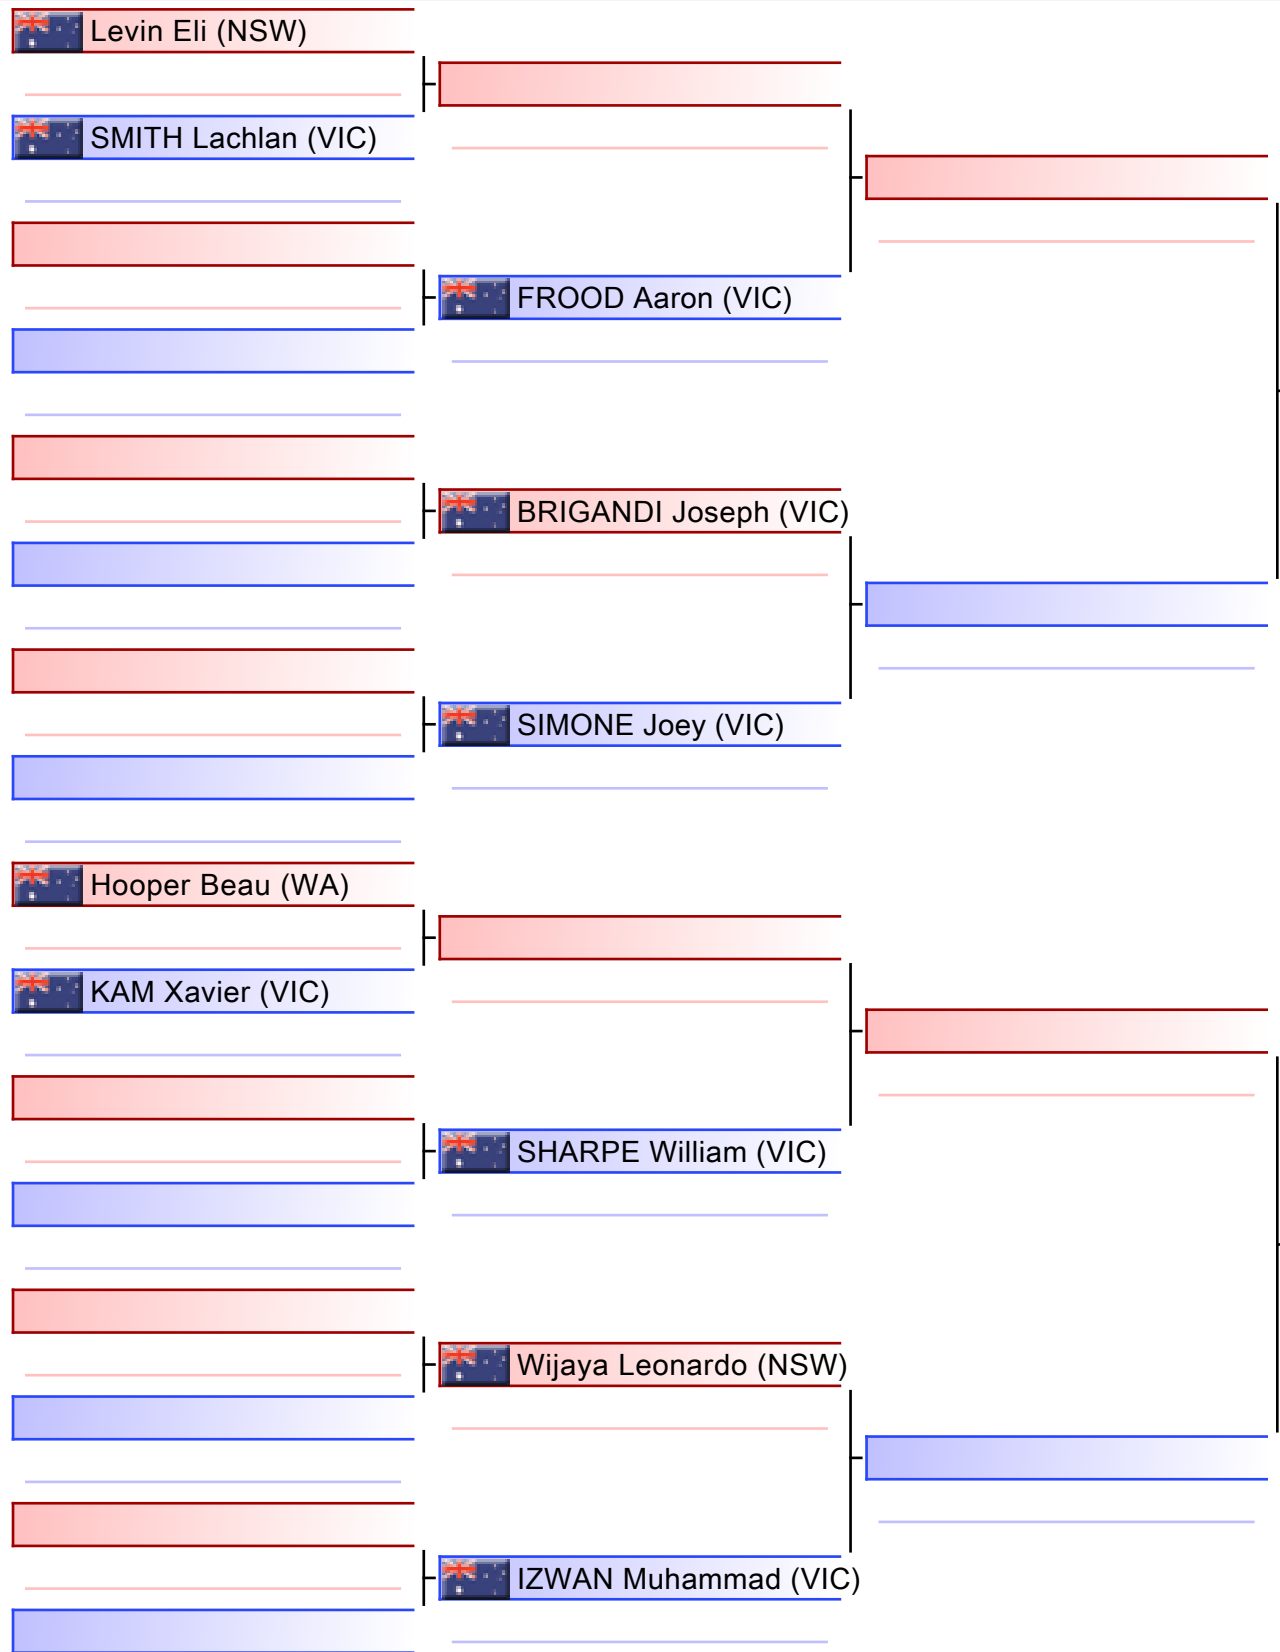 Levin Eli (NSW)
SMITH Lachlan (VIC)
FROOD Aaron (VIC)
BRIGANDI Joseph (VIC)
SIMONE Joey (VIC)
Hooper Beau (WA)
KAM Xavier (VIC)
SHARPE William (VIC)
Wijaya Leonardo (NSW)
IZWAN Muhammad (VIC)